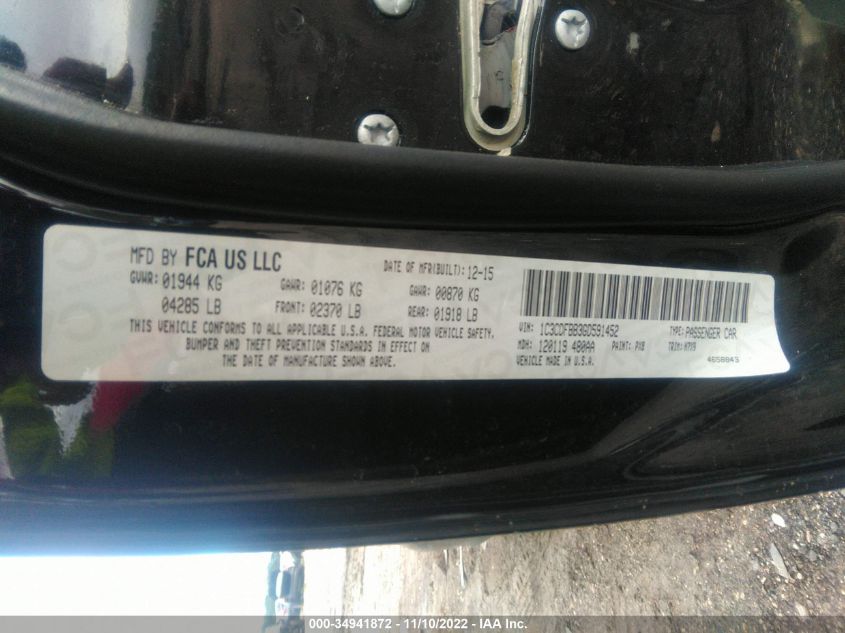 MFD BY FCA US LLC
DATE OF MFR(BUILT): 12-15
GVWR: 01944 KG
GAWR: 01076 KG
GAWR: 00870 KG
04285 LB
FRONT: 02370 LB
REAR: 01918 LB
THIS VEHICLE CONFORMS TO ALL APPLICABLE U.S.A. FEDERAL MOTOR VEHICLE SAFETY,
BUMPER AND THEFT PREVENTION STANDARDS IN EFFECT ON
THE DATE OF MANUFACTURE SHOWN ABOVE.
VIN: 1C3CDFBB3GD591452
TYPE: PASSENGER CAR
MDH: 120119 480AA
PAINT: PX8
TRIM:
VEHICLE MADE IN U.S.A.
4658843
000-34941872 — 11/10/2022 — IAA Inc.